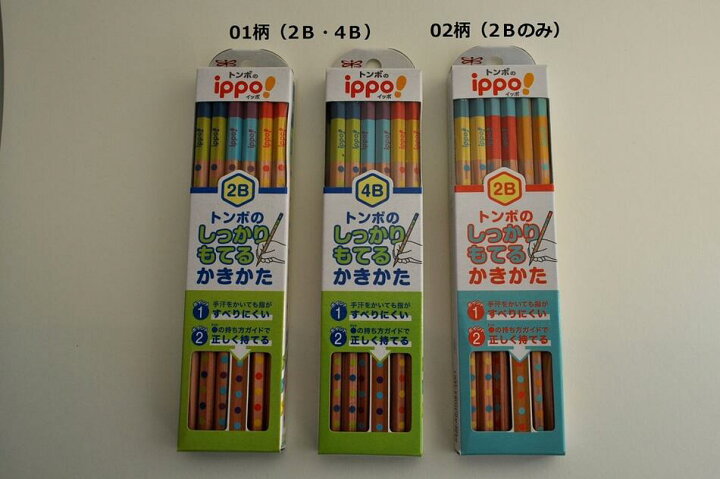 01柄（２Ｂ・４Ｂ）
02柄（２Ｂのみ）
トンボの
ippo!
イッポ
2B
トンボの
しっかり
もてる
かきかた
1
手汗をかいても指が
すべりにくい
2
●の持ち方ガイドで
正しく持てる
トンボの
ippo!
イッポ
4B
トンボの
しっかり
もてる
かきかた
1
手汗をかいても指が
すべりにくい
2
●の持ち方ガイドで
正しく持てる
トンボの
ippo!
イッポ
2B
トンボの
しっかり
もてる
かきかた
1
手汗をかいても指が
すべりにくい
2
●の持ち方ガイドで
正しく持てる